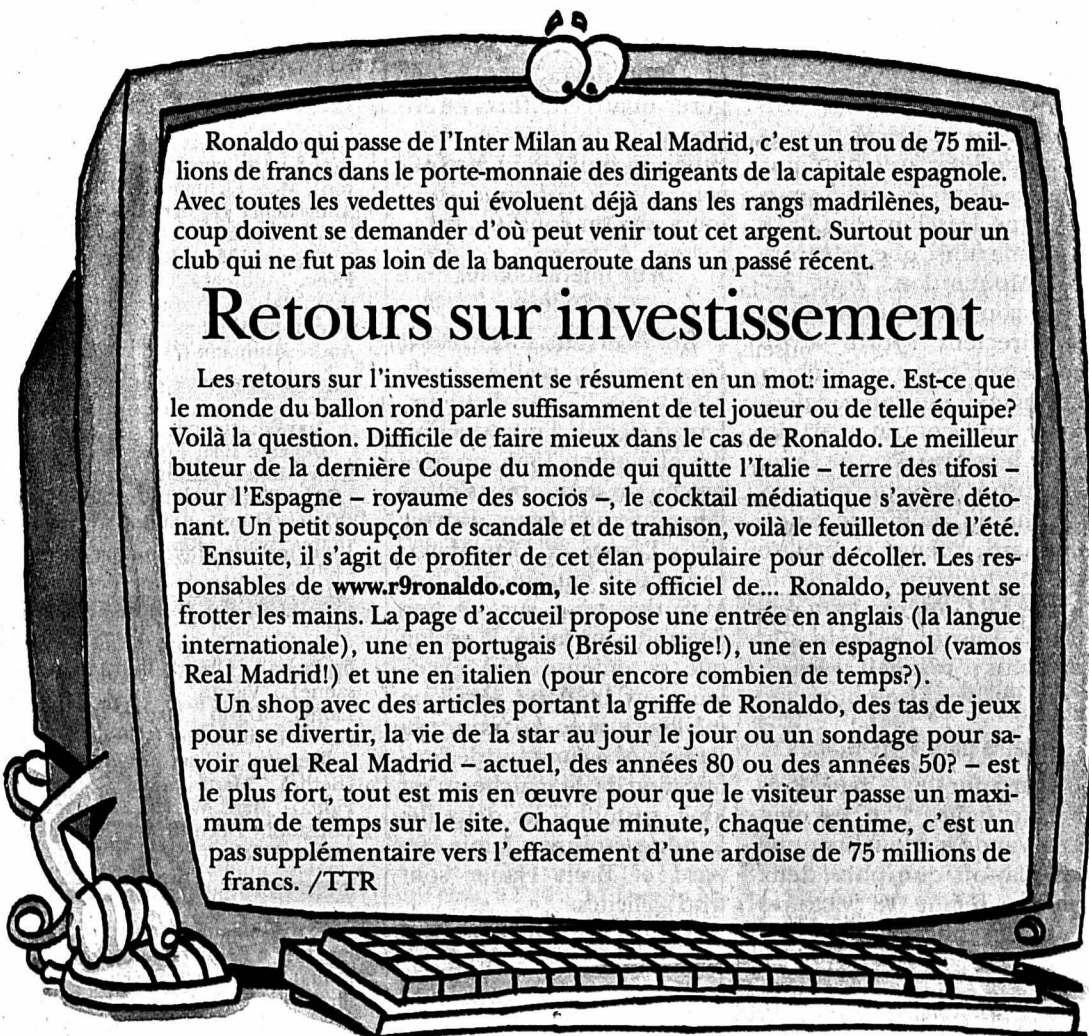 Ronaldo qui passe de l'Inter Milan au Real Madrid, c'est un trou de 75 mil-
lions de francs dans le porte-monnaie des dirigeants de la capitale espagnole.
Avec toutes les vedettes qui évoluent déjà dans les rangs madrilènes, beau-
coup doivent se demander d'où peut venir tout cet argent. Surtout pour un
club qui ne fut pas loin de la banqueroute dans un passé récent.
Retours sur investissement
Les retours sur l'investissement se résument en un mot: image. Est-ce que
le monde du ballon rond parle suffisamment de tel joueur ou de telle équipe?
Voilà la question. Difficile de faire mieux dans le cas de Ronaldo. Le meilleur
buteur de la dernière Coupe du monde qui quitte l'Italie – terre des tifosi –
pour l'Espagne – royaume des socios –, le cocktail médiatique s'avère déto-
nant. Un petit soupçon de scandale et de trahison, voilà le feuilleton de l'été.
Ensuite, il s'agit de profiter de cet élan populaire pour décoller. Les res-
ponsables de www.r9ronaldo.com, le site officiel de... Ronaldo, peuvent se
frotter les mains. La page d'accueil propose une entrée en anglais (la langue
internationale), une en portugais (Brésil oblige!), une en espagnol (vamos
Real Madrid!) et une en italien (pour encore combien de temps?).
Un shop avec des articles portant la griffe de Ronaldo, des tas de jeux
pour se divertir, la vie de la star au jour le jour ou un sondage pour sa-
voir quel Real Madrid – actuel, des années 80 ou des années 50? – est
le plus fort, tout est mis en œuvre pour que le visiteur passe un maxi-
mum de temps sur le site. Chaque minute, chaque centime, c'est un
pas supplémentaire vers l'effacement d'une ardoise de 75 millions de
francs. /TTR